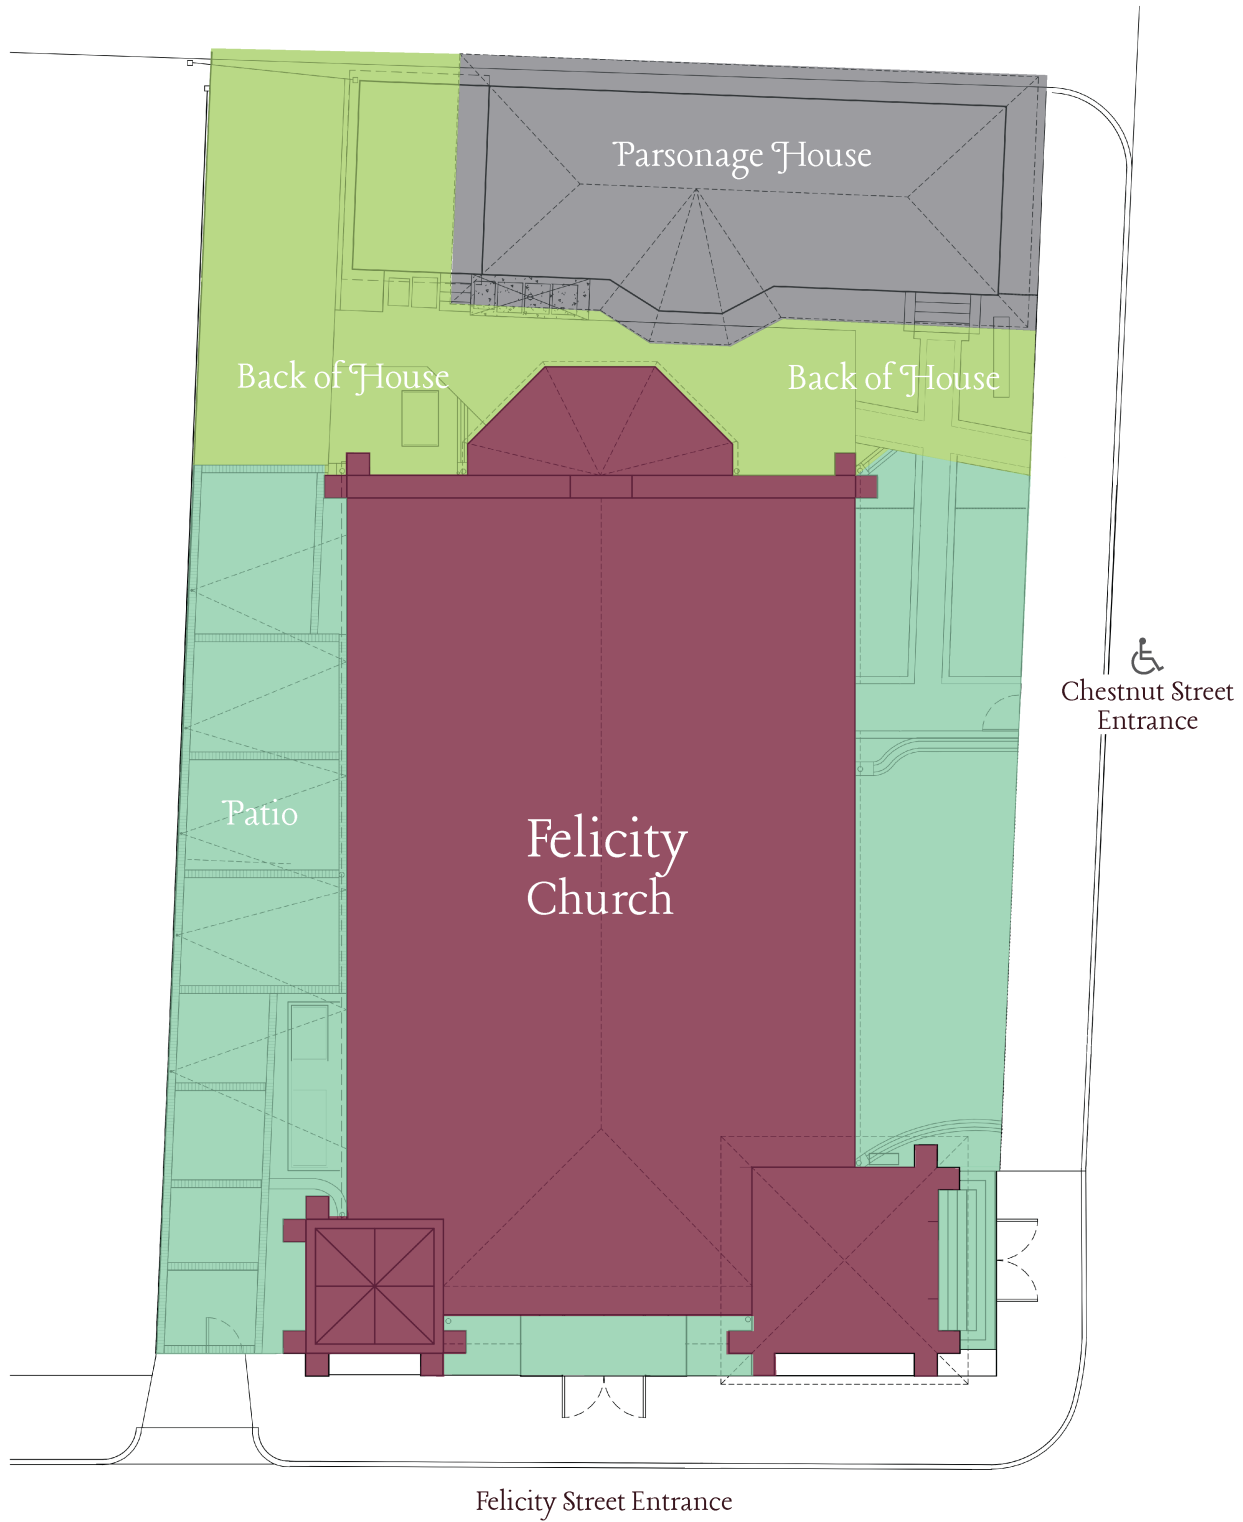 Parsonage House
Back of House
Back of House
Chestnut Street
Entrance
Patio
Felicity
Church
Felicity Street Entrance